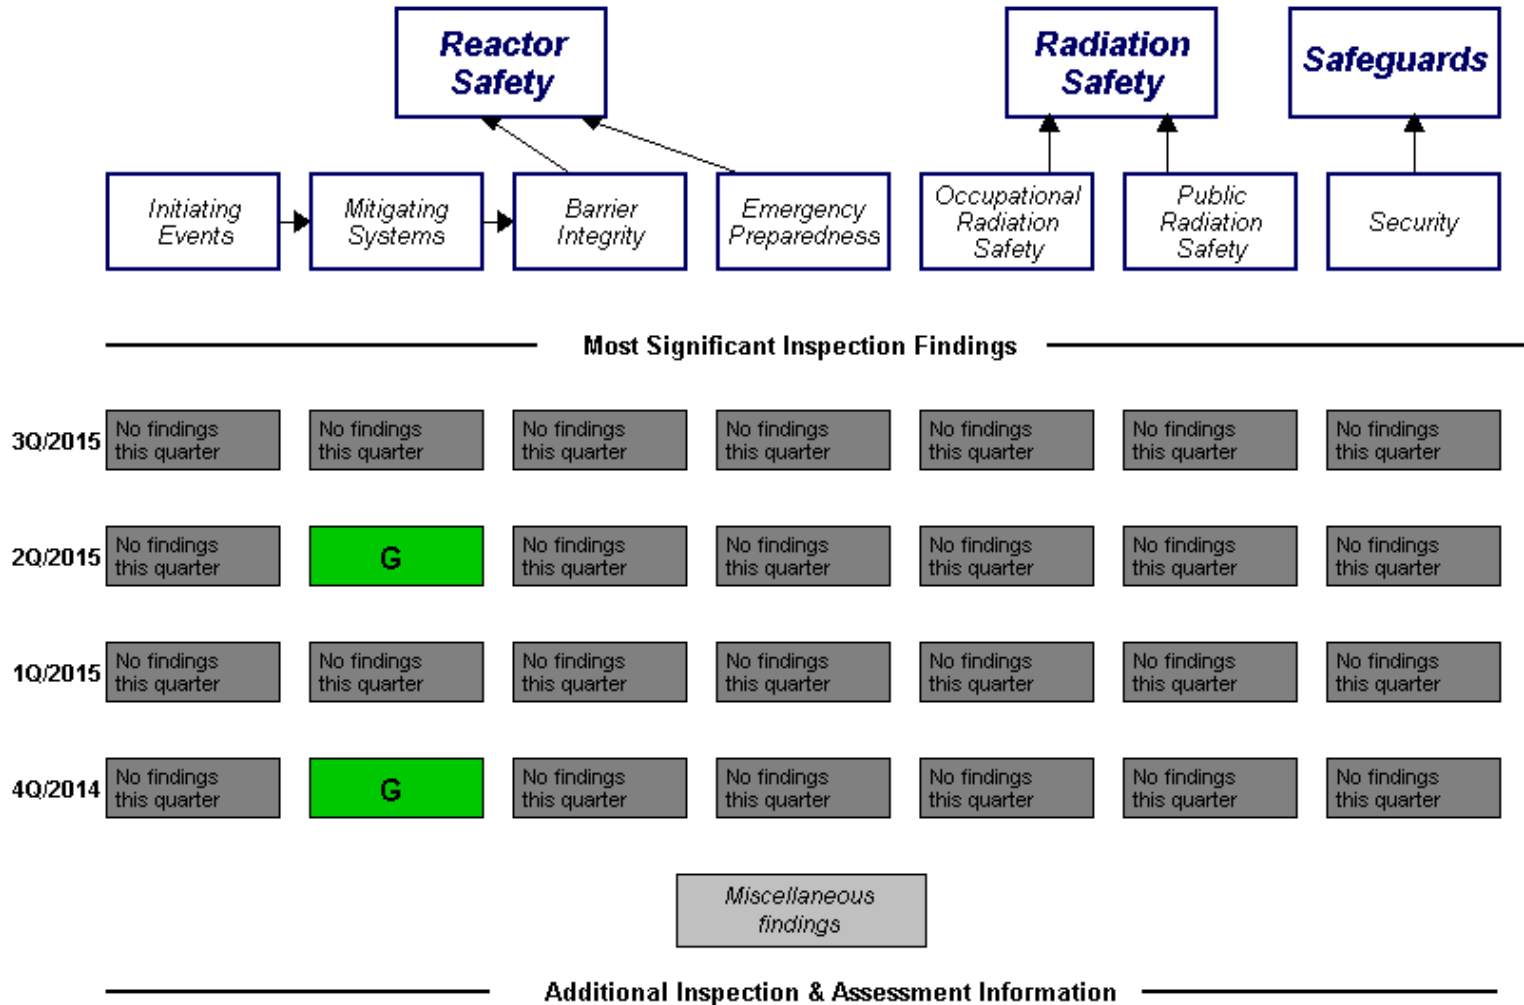 Reactor
Safety
Radiation
Safety
Safeguards
Initiating
Events
Mitigating
Systems
Barrier
Integrity
Emergency
Preparedness
Occupational
Radiation
Safety
Public
Radiation
Safety
Security
Most Significant Inspection Findings
3Q/2015
No findings
this quarter
No findings
this quarter
No findings
this quarter
No findings
this quarter
No findings
this quarter
No findings
this quarter
No findings
this quarter
2Q/2015
No findings
this quarter
G
No findings
this quarter
No findings
this quarter
No findings
this quarter
No findings
this quarter
No findings
this quarter
1Q/2015
No findings
this quarter
No findings
this quarter
No findings
this quarter
No findings
this quarter
No findings
this quarter
No findings
this quarter
No findings
this quarter
4Q/2014
No findings
this quarter
G
No findings
this quarter
No findings
this quarter
No findings
this quarter
No findings
this quarter
No findings
this quarter
Miscellaneous
findings
Additional Inspection & Assessment Information